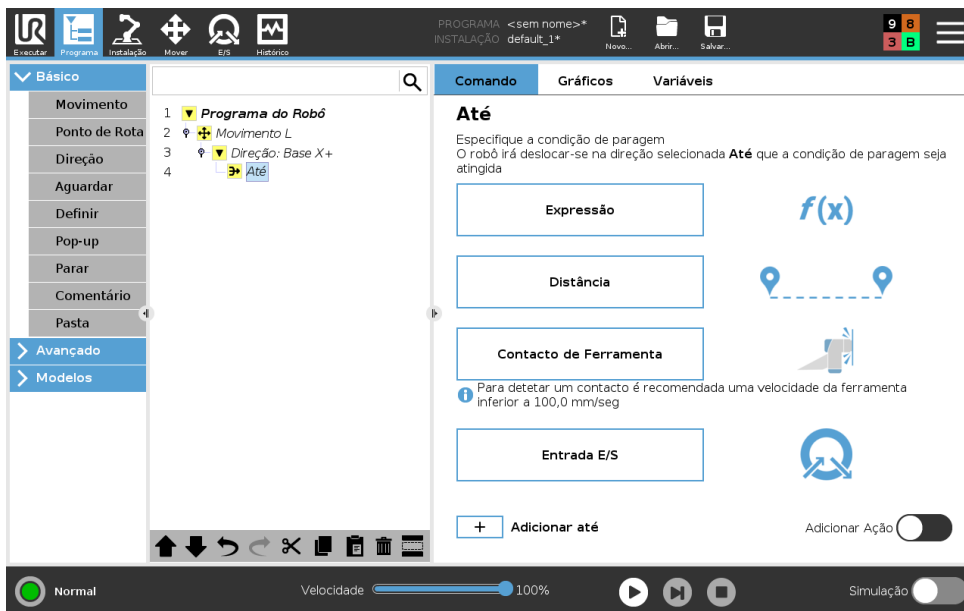 UR
Executar
Programa
Instalação
Mover
E/S
Histórico
PROGRAMA <sem nome>*
INSTALAÇÃO default_1*
Novo...
Abrir...
Salvar...
9 8
3 B
Básico
Movimento
Ponto de Rota
Direção
Aguardar
Definir
Pop-up
Parar
Comentário
Pasta
Avançado
Modelos
1 Programa do Robô
2 Movimento L
3 Direção: Base X+
4 Até
Comando Gráficos Variáveis
Até
Especifique a condição de paragem
O robô irá deslocar-se na direção selecionada Até que a condição de paragem seja
atingida
Expressão
f(x)
Distância
Contacto de Ferramenta
Para detetar um contacto é recomendada uma velocidade da ferramenta
inferior a 100,0 mm/seg
Entrada E/S
+ Adicionar até
Adicionar Ação
Normal
Velocidade 100%
Simulação